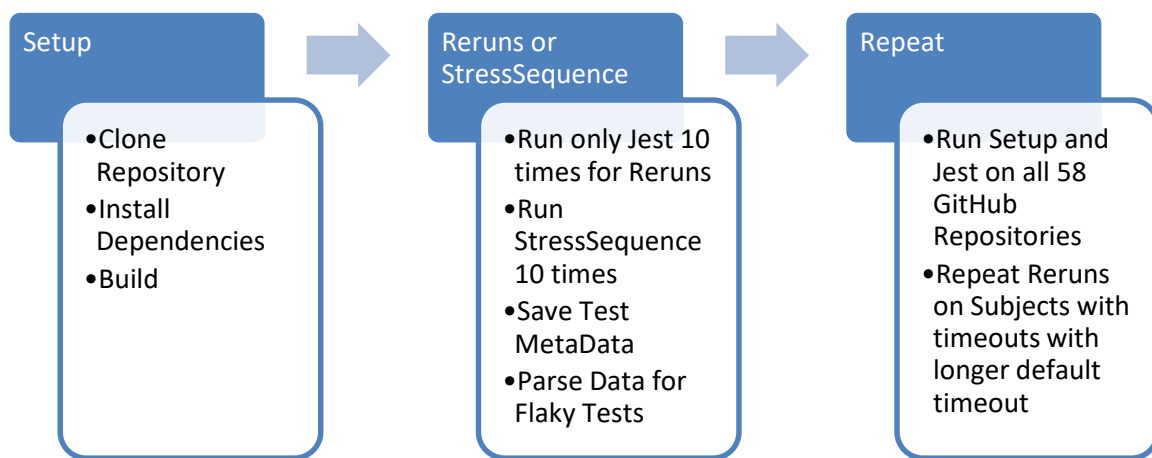 Setup
•Clone
Repository
•Install
Dependencies
•Build
Reruns or
StressSequence
•Run only Jest 10
times for Reruns
•Run
StressSequence
10 times
•Save Test
MetaData
•Parse Data for
Flaky Tests
Repeat
•Run Setup and
Jest on all 58
GitHub
Repositories
•Repeat Reruns
on Subjects with
timeouts with
longer default
timeout